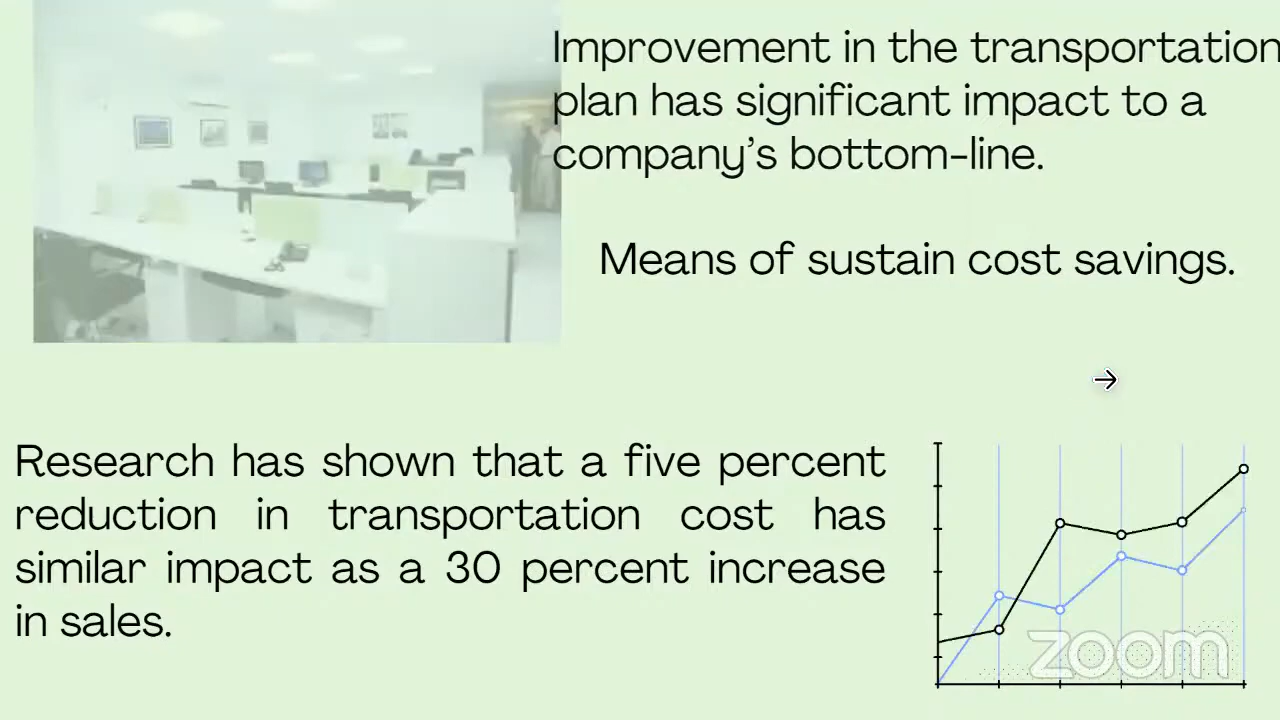 Improvement in the transportation
plan has significant impact to a
company’s bottom-line.
Means of sustain cost savings.
Research has shown that a five percent
reduction in transportation cost has
similar impact as a 30 percent increase
in sales.
zoom